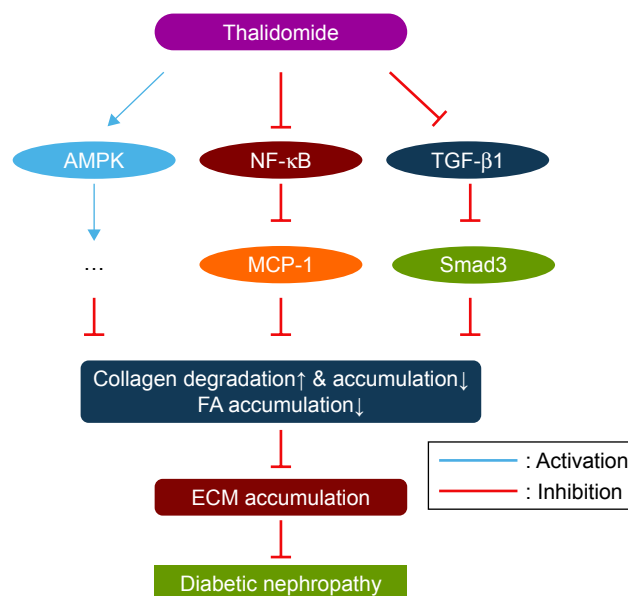 Thalidomide
AMPK
NF-κB
TGF-β1
...
MCP-1
Smad3
Collagen degradation↑ & accumulation↓
FA accumulation↓
: Activation
: Inhibition
ECM accumulation
Diabetic nephropathy